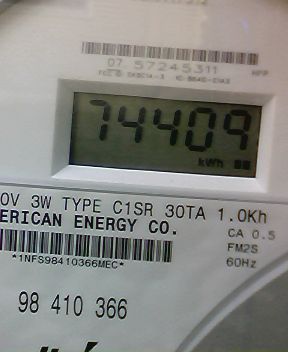 07 57245311
74409
kWh
0V 3W TYPE C1SR 30TA 1.0Kh
ERICAN ENERGY CO.
CA 0.5
FM2S
60Hz
*1NFS98410366MEC*
98 410 366